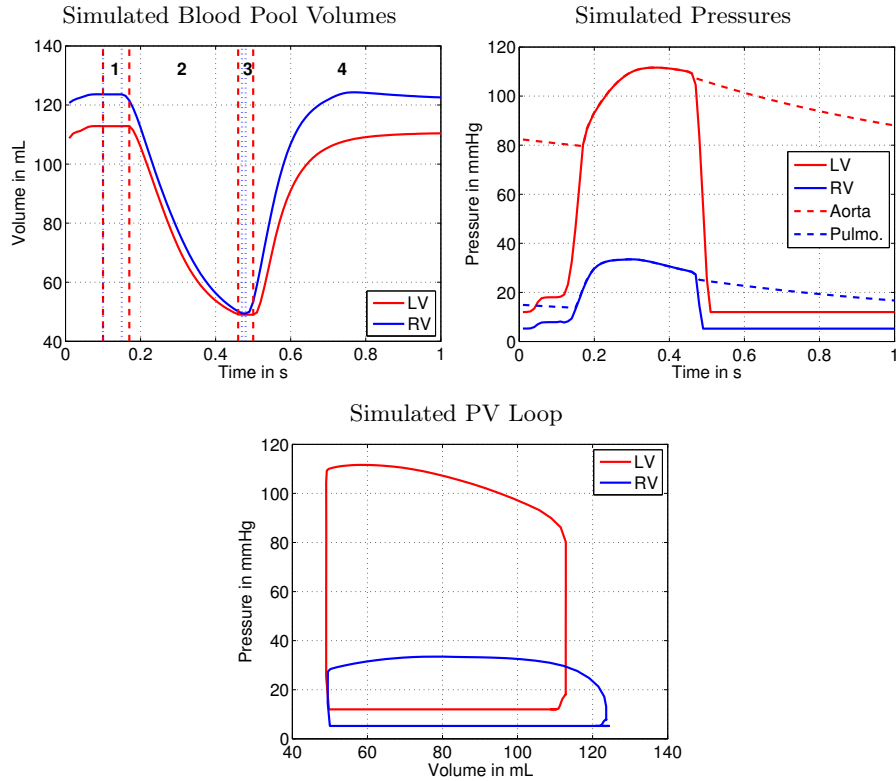 Simulated Blood Pool Volumes
140
120
100
80
60
40
Volume in mL
1
2
3
4
LV
RV
0
0.2
0.4
0.6
0.8
1
Time in s
Simulated Pressures
120
100
80
60
40
20
0
Pressure in mmHg
LV
RV
Aorta
Pulmo.
0
0.2
0.4
0.6
0.8
1
Time in s
Simulated PV Loop
120
100
80
60
40
20
0
Pressure in mmHg
LV
RV
40
60
80
100
120
140
Volume in mL